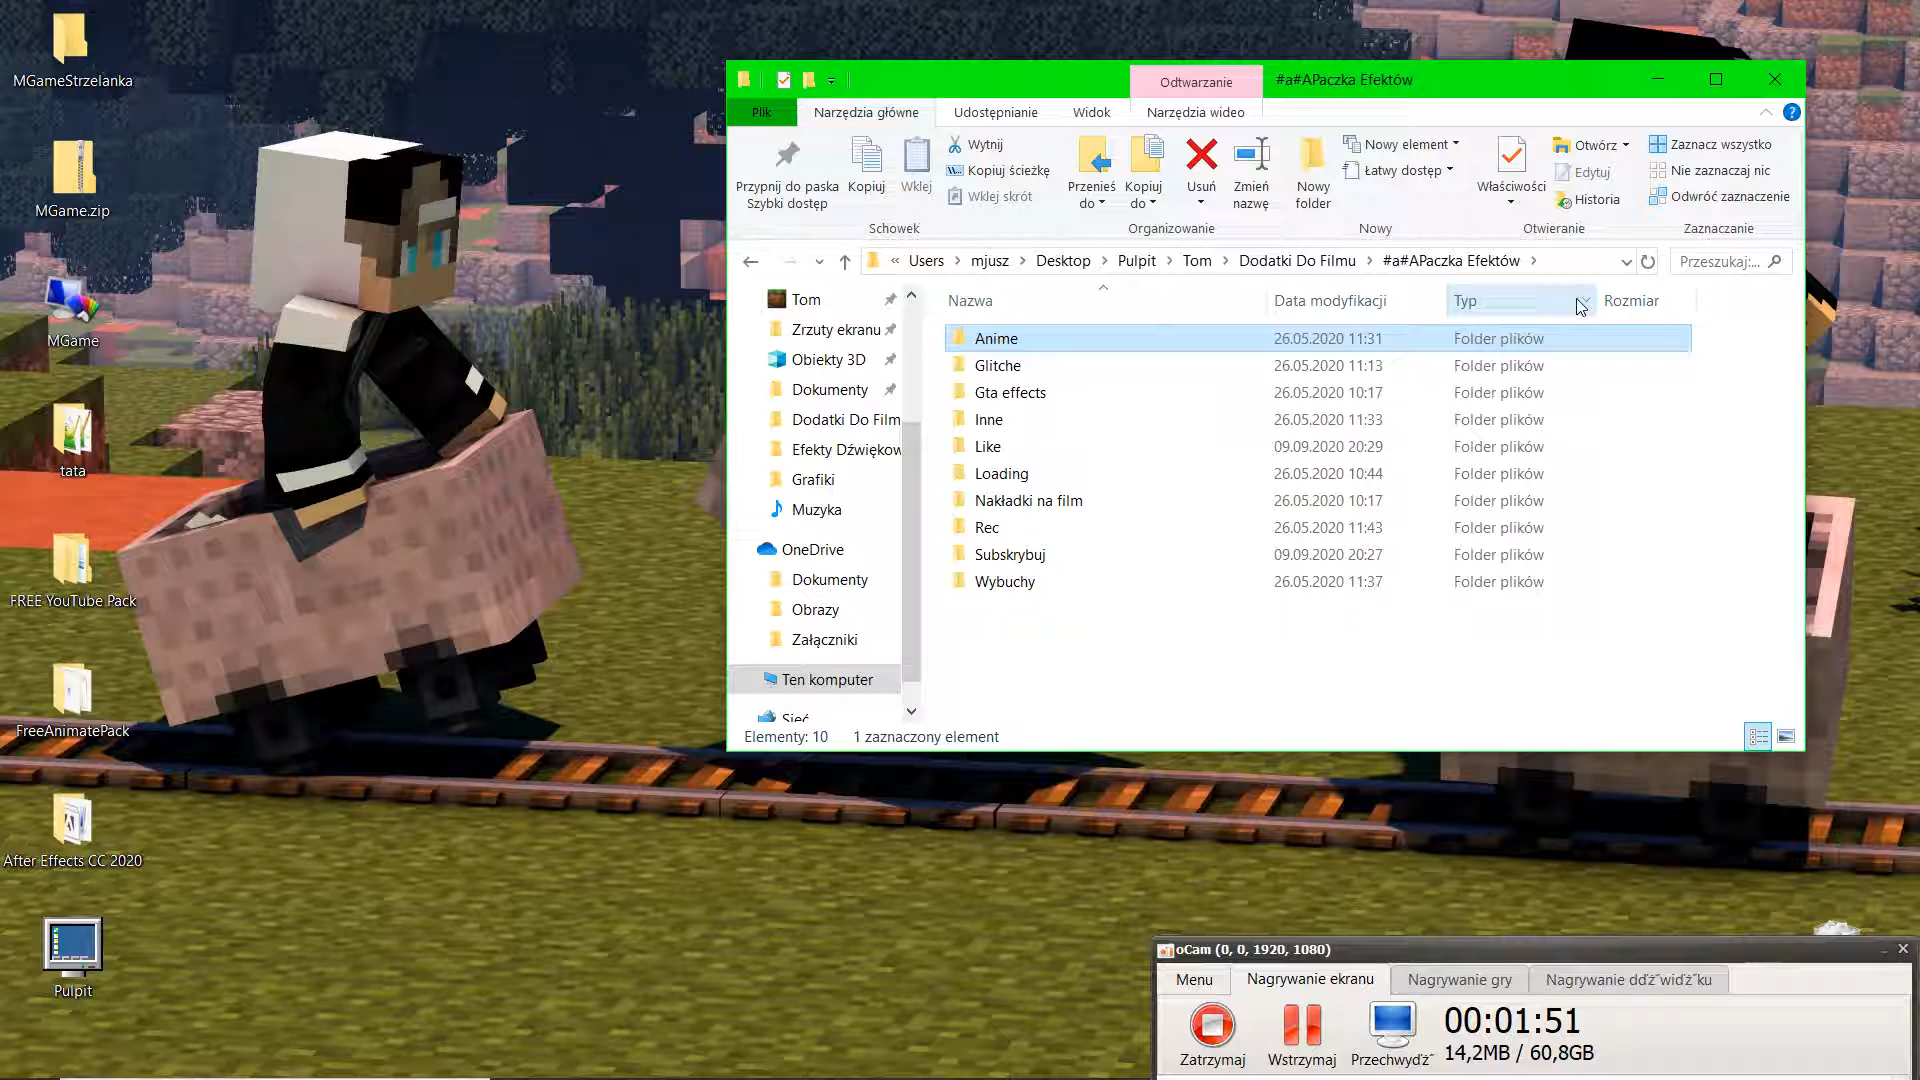 MGameStrzelanka
MGame.zip
MGame
tata
FREE YouTube Pack
FreeAnimatePack
After Effects CC 2020
Pulpit
Odtwarzanie
#a#APaczka Efektów
Plik
Narzędzia główne
Udostępnianie
Widok
Narzędzia wideo
Przypnij do paska
Szybki dostęp
Kopiuj
Wklej
Wytnij
Kopiuj ścieżkę
Wklej skrót
Schowek
Przenieś
do
Kopiuj
do
Usuń
Zmień
nazwę
Organizowanie
Nowy
folder
Nowy element
Łatwy dostęp
Nowy
Właściwości
Otwórz
Edytuj
Historia
Otwieranie
Zaznacz wszystko
Nie zaznaczaj nic
Odwróć zaznaczenie
Zaznaczanie
« Users > mjusz > Desktop > Pulpit > Tom > Dodatki Do Filmu > #a#APaczka Efektów >
Przeszukaj:...
Tom
Zrzuty ekranu
Obiekty 3D
Dokumenty
Dodatki Do Film
Efekty Dźwiękow
Grafiki
Muzyka
OneDrive
Dokumenty
Obrazy
Załączniki
Ten komputer
Sieć
Nazwa Data modyfikacji Typ Rozmiar
Anime 26.05.2020 11:31 Folder plików
Glitche 26.05.2020 11:13 Folder plików
Gta effects 26.05.2020 10:17 Folder plików
Inne 26.05.2020 11:33 Folder plików
Like 09.09.2020 20:29 Folder plików
Loading 26.05.2020 10:44 Folder plików
Nakładki na film 26.05.2020 10:17 Folder plików
Rec 26.05.2020 11:43 Folder plików
Subskrybuj 09.09.2020 20:27 Folder plików
Wybuchy 26.05.2020 11:37 Folder plików
Elementy: 10 1 zaznaczony element
oCam (0, 0, 1920, 1080)
Menu
Nagrywanie ekranu
Nagrywanie gry
Nagrywanie dďż˝widďż˝ku
Zatrzymaj
Wstrzymaj
Przechwyďż˝
00:01:51
14,2MB / 60,8GB